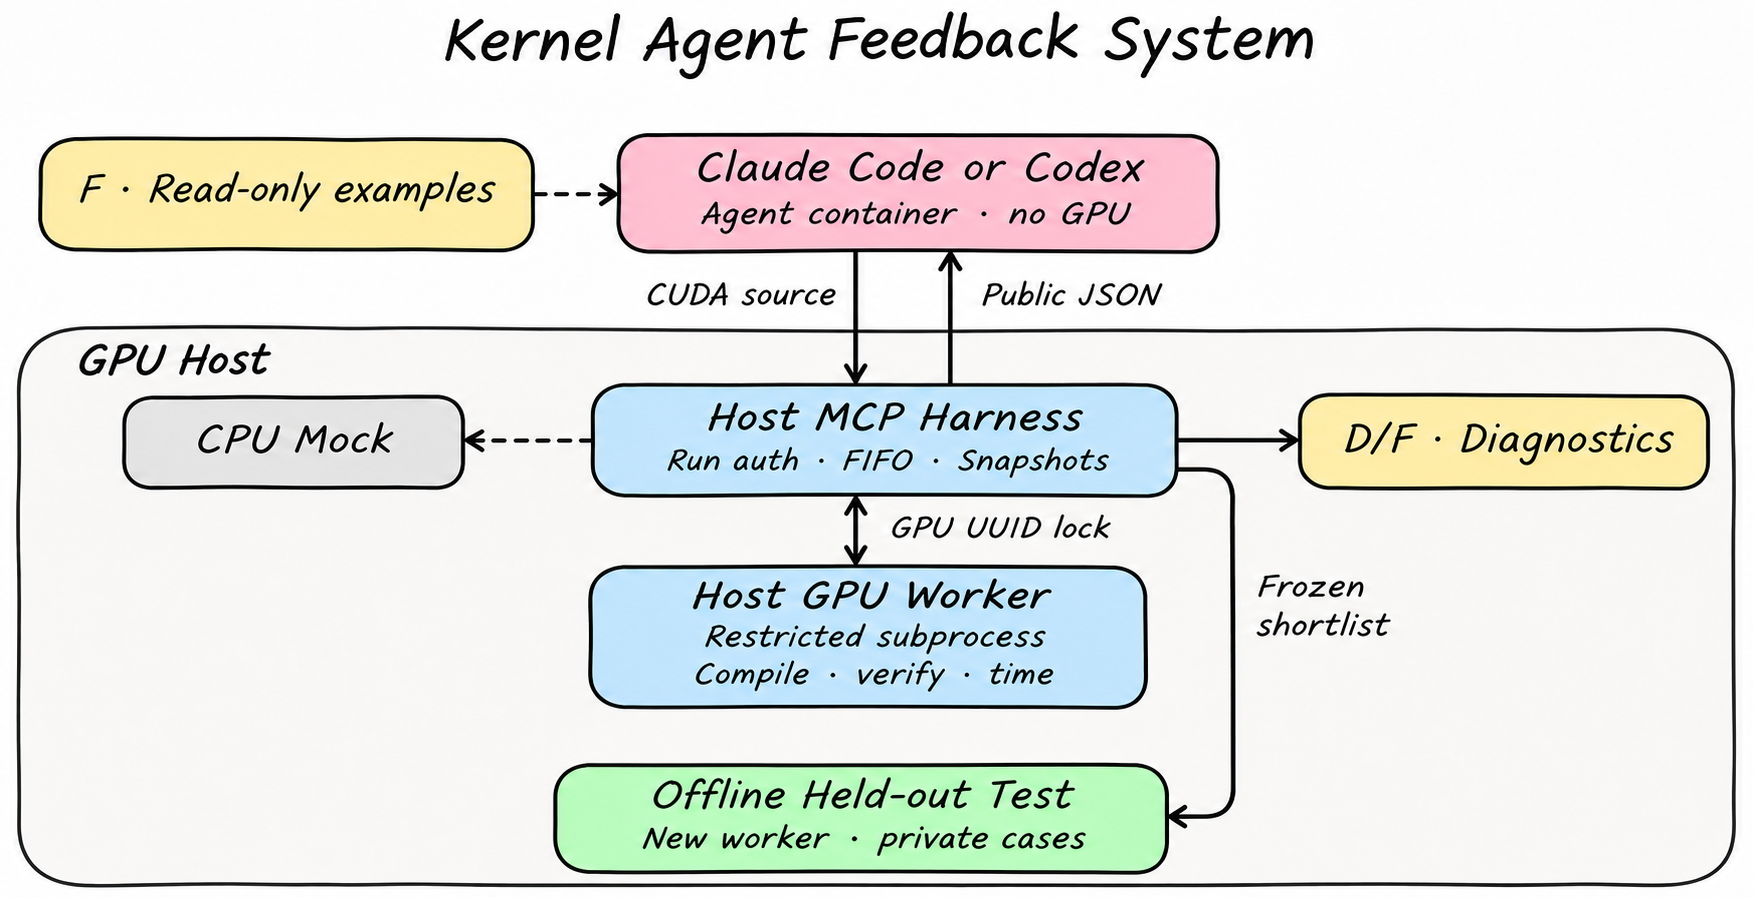 Kernel Agent Feedback System
F · Read-only examples
Claude Code or Codex
Agent container · no GPU
CUDA source
Public JSON
GPU Host
CPU Mock
Host MCP Harness
Run auth · FIFO · Snapshots
D/F · Diagnostics
GPU UUID lock
Host GPU Worker
Restricted subprocess
Compile · verify · time
Frozen
shortlist
Offline Held-out Test
New worker · private cases